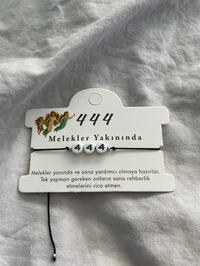 444
Melekler Yakınında
444
Melekler yanında ve sana yardımcı olmaya hazırlar.
Tek yapman gereken onların sana rehberlik
etmelerini rica etmen.